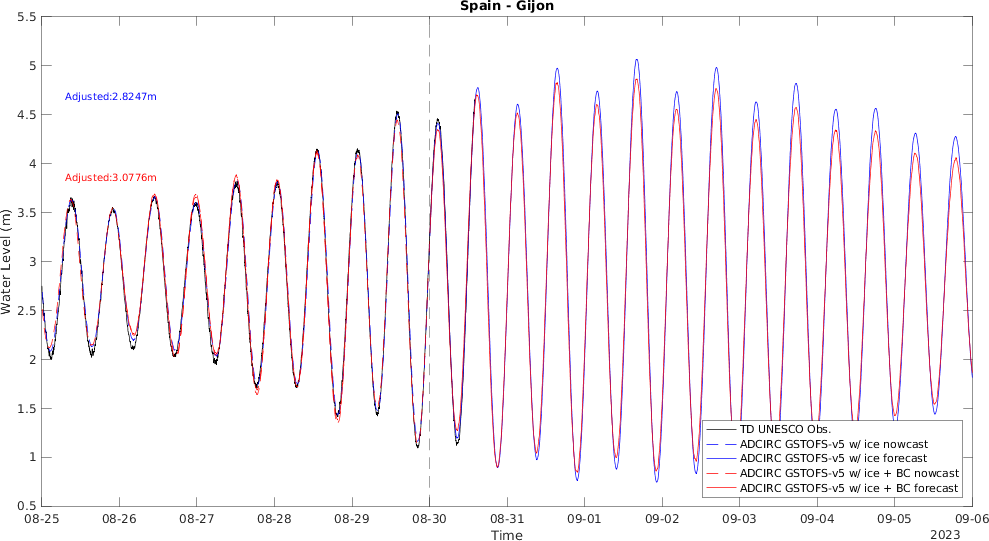 Spain - Gijon
5.5
5
4.5
4
3.5
3
2.5
2
1.5
1
0.5
Water Level (m)
Adjusted:2.8247m
Adjusted:3.0776m
TD UNESCO Obs.
ADCIRC GSTOFS-v5 w/ ice nowcast
ADCIRC GSTOFS-v5 w/ ice forecast
ADCIRC GSTOFS-v5 w/ ice + BC nowcast
ADCIRC GSTOFS-v5 w/ ice + BC forecast
08-25 08-26 08-27 08-28 08-29 08-30 08-31 09-01 09-02 09-03 09-04 09-05 09-06
Time
2023